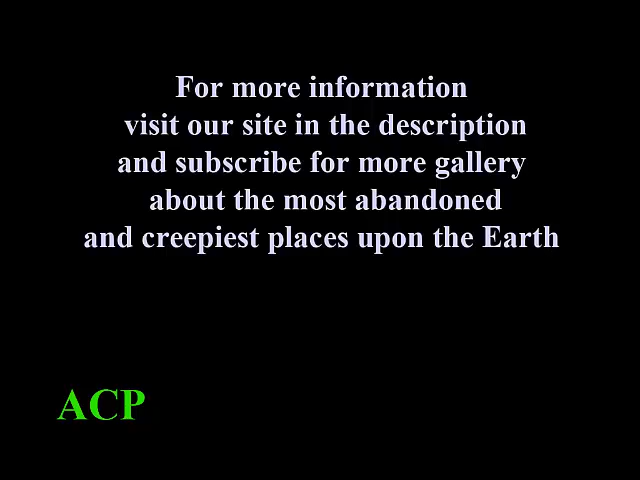 For more information
visit our site in the description
and subscribe for more gallery
about the most abandoned
and creepiest places upon the Earth
ACP